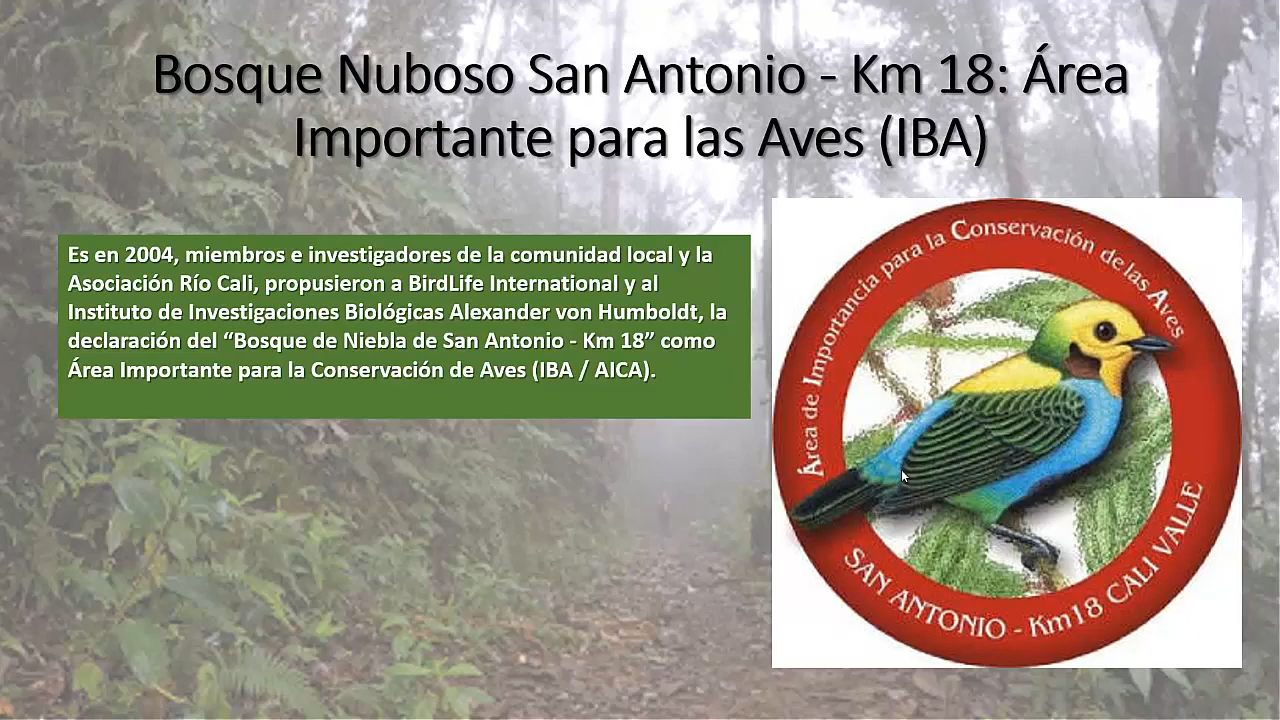 Bosque Nuboso San Antonio - Km 18: Área
Importante para las Aves (IBA)
Es en 2004, miembros e investigadores de la comunidad local y la
Asociación Río Cali, propusieron a BirdLife International y al
Instituto de Investigaciones Biológicas Alexander von Humboldt, la
declaración del “Bosque de Niebla de San Antonio - Km 18” como
Área Importante para la Conservación de Aves (IBA / AICA).
Área de Importancia para la Conservación de las Aves
SAN ANTONIO - Km18 CALI VALLE